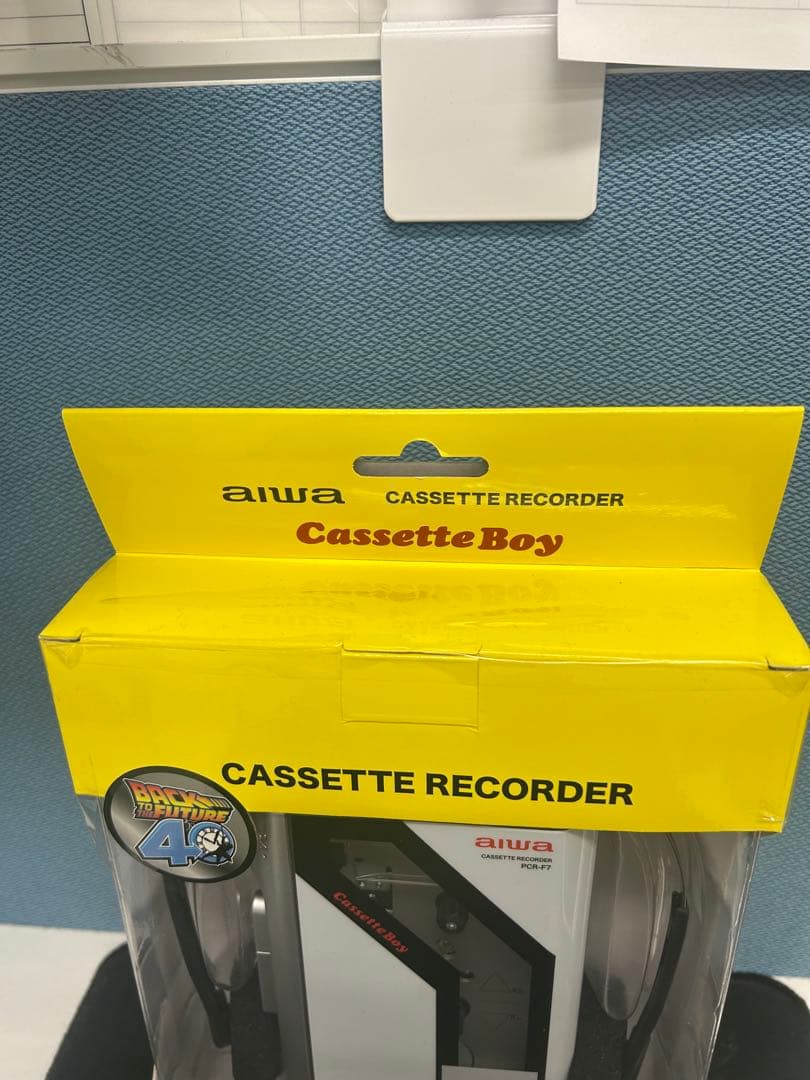 aiwa CASSETTE RECORDER
Cassette Boy
CASSETTE RECORDER
BACK
TO THE FUTURE
40
aiwa
CASSETTE RECORDER
PCR-F7
Cassette Boy